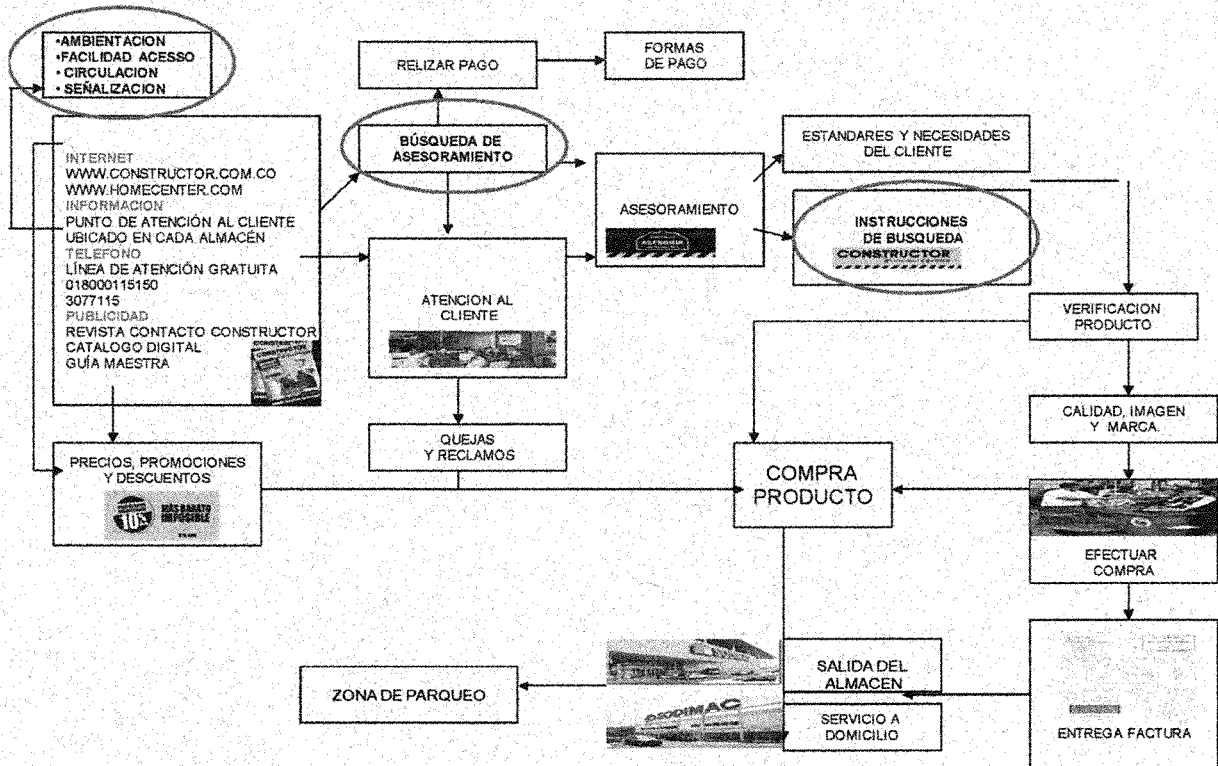 •AMBIENTACION
•FACILIDAD ACESSO
• CIRCULACION
• SEÑALIZACION
RELIZAR PAGO
FORMAS
DE PAGO
INTERNET
WWW.CONSTRUCTOR.COM.CO
WWW.HOMECENTER.COM
INFORMACION
PUNTO DE ATENCIÓN AL CLIENTE
UBICADO EN CADA ALMACÉN
TELEFONO
LÍNEA DE ATENCIÓN GRATUITA
018000115150
3077115
PUBLICIDAD
REVISTA CONTACTO CONSTRUCTOR
CATALOGO DIGITAL
GUÍA MAESTRA
BÚSQUEDA DE
ASESORAMIENTO
ATENCION AL
CLIENTE
QUEJAS
Y RECLAMOS
PRECIOS, PROMOCIONES
Y DESCUENTOS
10%
MÁS BARATO
IMPOSIBLE
ASESORAMIENTO
ASESORIA
ESTANDARES Y NECESIDADES
DEL CLIENTE
INSTRUCCIONES
DE BUSQUEDA
CONSTRUCTOR
VERIFICACION
PRODUCTO
CALIDAD, IMAGEN
Y MARCA.
COMPRA
PRODUCTO
EFECTUAR
COMPRA
SALIDA DEL
ALMACEN
SODIMAC
SERVICIO A
DOMICILIO
ZONA DE PARQUEO
ENTREGA FACTURA